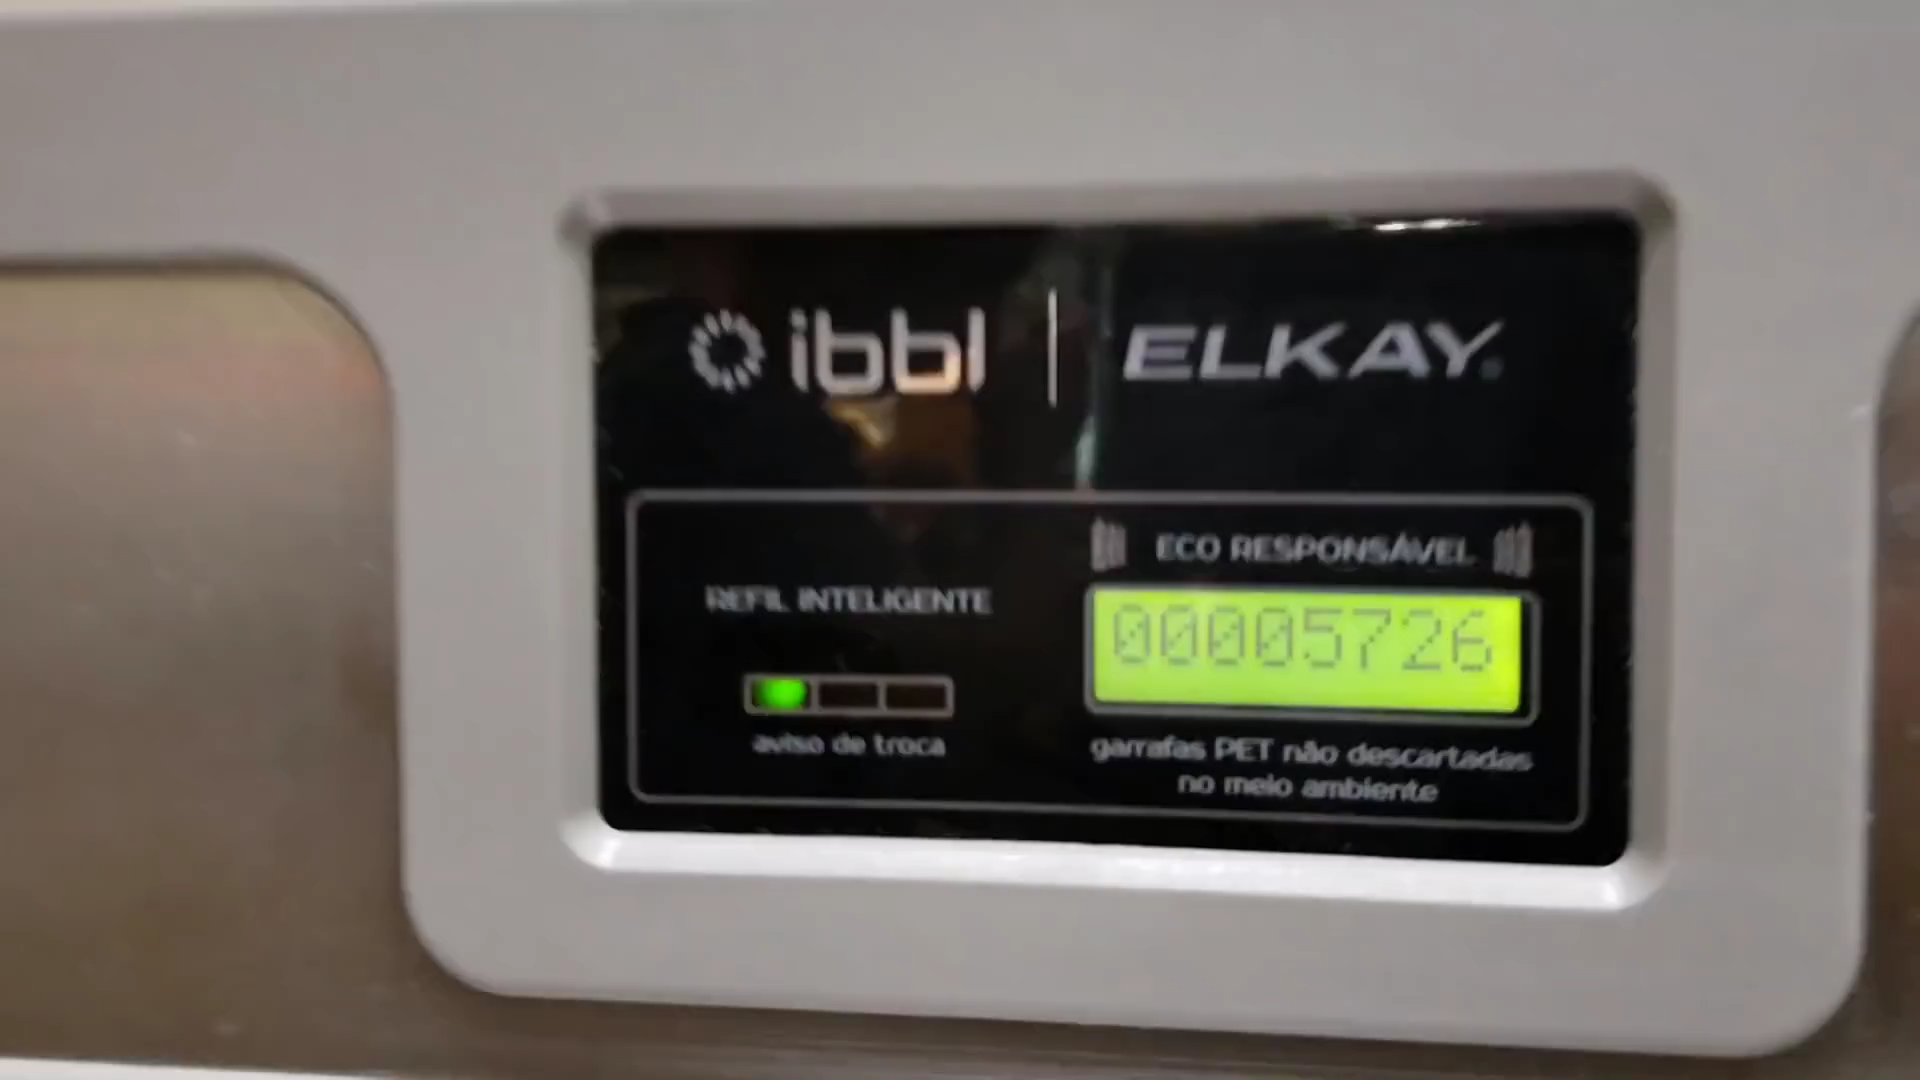 ibbl | ELKAY
REFIL INTELIGENTE
aviso de troca
ECO RESPONSÁVEL
00005726
garrafas PET não descartadas
no meio ambiente